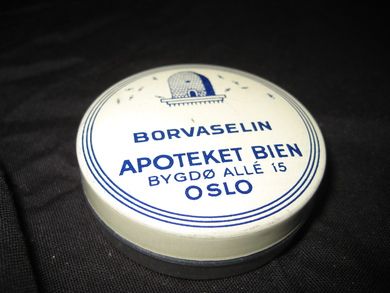 BORVASELIN
APOTEKET BIEN
BYGDØ ALLÉ 15
OSLO